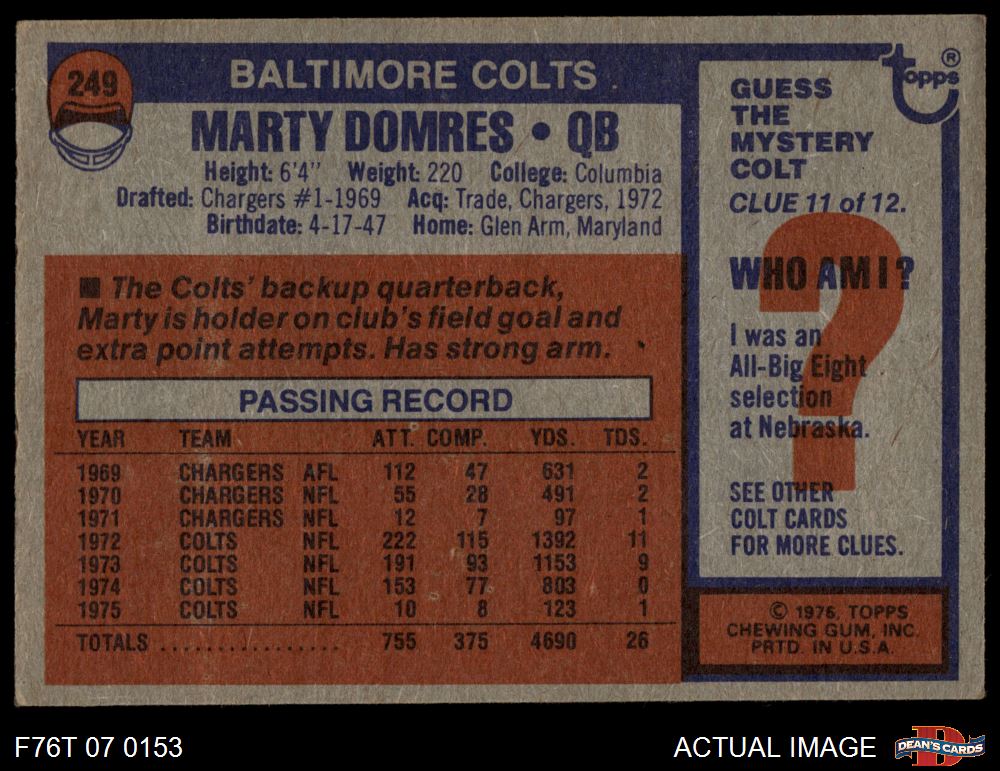 249
BALTIMORE COLTS
MARTY DOMRES • QB
Height: 6'4" Weight: 220 College: Columbia
Drafted: Chargers #1-1969 Acq: Trade, Chargers, 1972
Birthdate: 4-17-47 Home: Glen Arm, Maryland
■ The Colts' backup quarterback,
Marty is holder on club's field goal and
extra point attempts. Has strong arm.
PASSING RECORD
YEAR TEAM ATT. COMP. YDS. TDS.
1969 CHARGERS AFL 112 47 631 2
1970 CHARGERS NFL 55 28 491 2
1971 CHARGERS NFL 12 7 97 1
1972 COLTS NFL 222 115 1392 11
1973 COLTS NFL 191 93 1153 9
1974 COLTS NFL 153 77 803 0
1975 COLTS NFL 10 8 123 1
TOTALS ................ 755 375 4690 26
topps ®
GUESS
THE
MYSTERY
COLT
CLUE 11 of 12.
?
WHO AM I?
I was an
All-Big Eight
selection
at Nebraska.
SEE OTHER
COLT CARDS
FOR MORE CLUES.
© 1976, TOPPS
CHEWING GUM, INC.
PRTD. IN U.S.A.
F76T 07 0153
ACTUAL IMAGE
DEAN'S CARDS